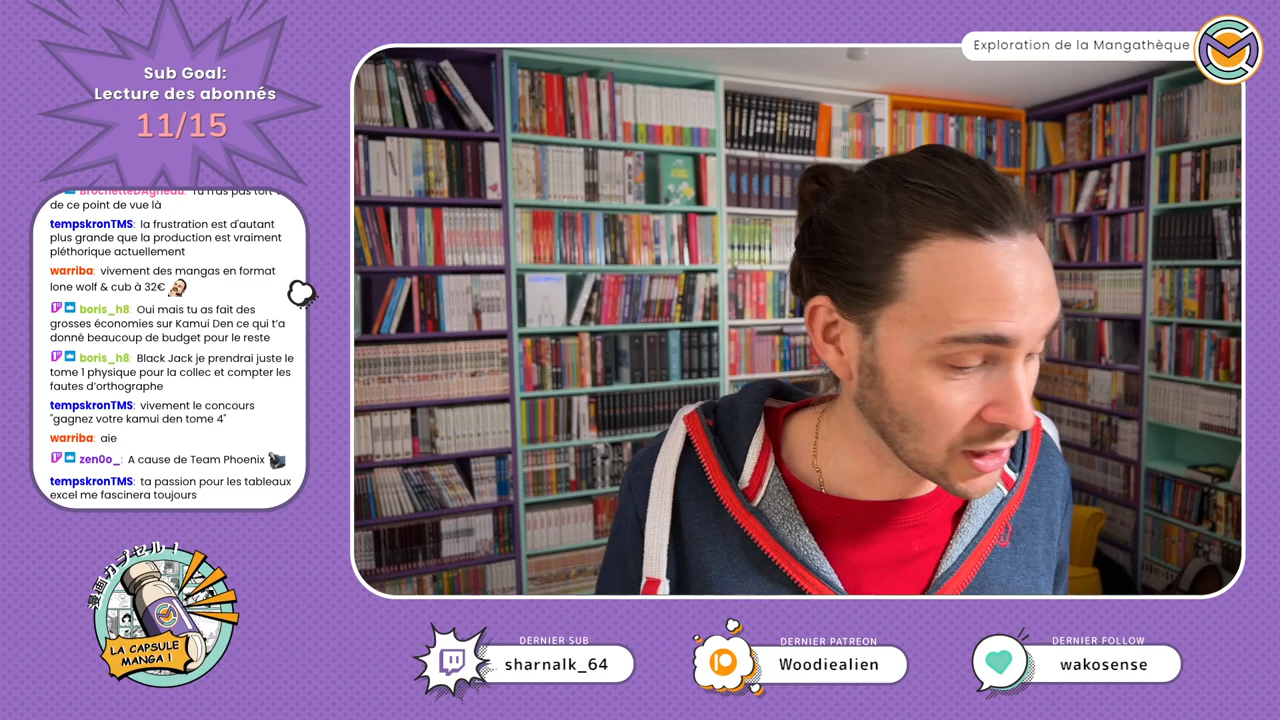 Sub Goal:
Lecture des abonnés
11/15
Exploration de la Mangathèque
de ce point de vue là
tempskronTMS: la frustration est d'autant
plus grande que la production est vraiment
pléthorique actuellement
warriba: vivement des mangas en format
lone wolf & cub à 32€
boris_h8: Oui mais tu as fait des
grosses économies sur Kamui Den ce qui t'a
donné beaucoup de budget pour le reste
boris_h8: Black Jack je prendrai juste le
tome 1 physique pour la collec et compter les
fautes d'orthographe
tempskronTMS: vivement le concours
"gagnez votre kamui den tome 4"
warriba: aie
zen0o_: A cause de Team Phoenix
tempskronTMS: ta passion pour les tableaux
excel me fascinera toujours
漫画カプセル!
LA CAPSULE
MANGA !
DERNIER SUB
sharnalk_64
DERNIER PATREON
Woodiealien
DERNIER FOLLOW
wakosense